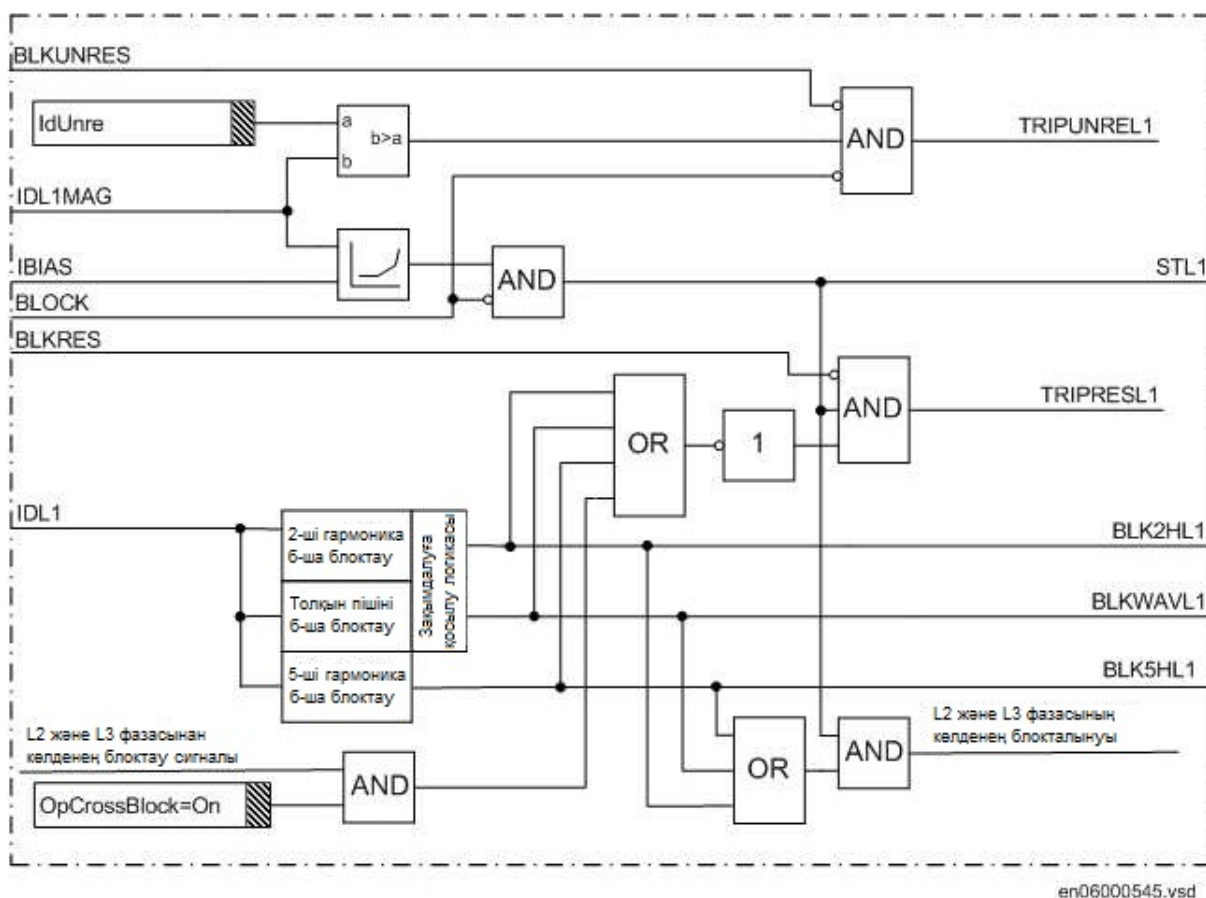 BLKUNRES
IdUnre
a
b>a
b
AND
TRIPUNREL1
IDL1MAG
IBIAS
AND
STL1
BLOCK
BLKRES
OR
1
AND
TRIPRESL1
IDL1
2-ші гармоника
б-ша блоктау
Толқын пішіні
б-ша блоктау
5-ші гармоника
б-ша блоктау
Зақымдалуға
қосылу логикасы
BLK2HL1
BLKWAVL1
BLK5HL1
L2 және L3 фазасынан
көлденең блоктау сигналы
AND
OpCrossBlock=On
OR
AND
L2 және L3 фазасының
көлденең блокталынуы
en06000545.vsd